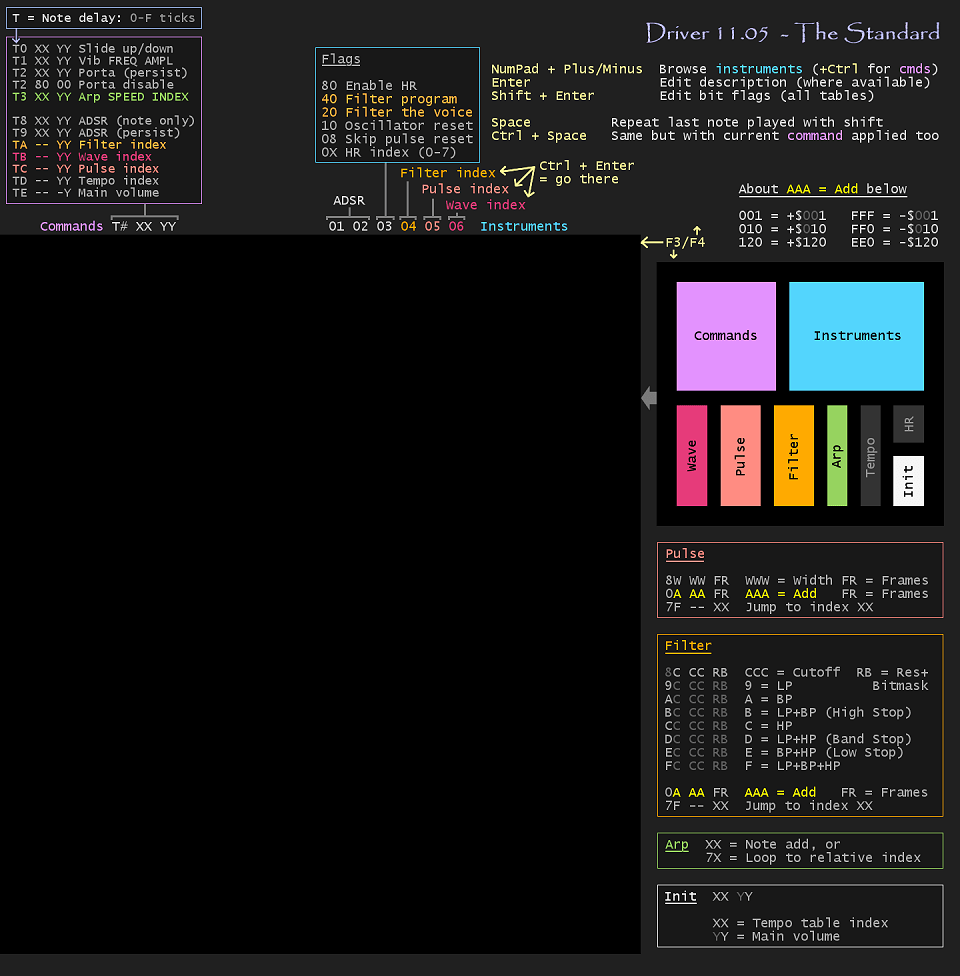 T = Note delay: 0-F ticks
T0 XX YY Slide up/down
T1 XX YY Vib FREQ AMPL
T2 XX YY Porta (persist)
T2 80 00 Porta disable
T3 XX YY Arp SPEED INDEX
T8 XX YY ADSR (note only)
T9 XX YY ADSR (persist)
TA -- YY Filter index
TB -- YY Wave index
TC -- YY Pulse index
TD -- YY Tempo index
TE -- -Y Main volume
Commands T# XX YY
Flags
80 Enable HR
40 Filter program
20 Filter the voice
10 Oscillator reset
08 Skip pulse reset
0X HR index (0-7)
Filter index
Pulse index
Wave index
Ctrl + Enter
= go there
ADSR
01 02 03 04 05 06 Instruments
Driver 11.05 - The Standard
NumPad + Plus/Minus Browse instruments (+Ctrl for cmds)
Enter Edit description (where available)
Shift + Enter Edit bit flags (all tables)
Space Repeat last note played with shift
Ctrl + Space Same but with current command applied too
About AAA = Add below
001 = +$001 FFF = -$001
010 = +$010 FF0 = -$010
120 = +$120 EE0 = -$120
F3/F4
Commands
Instruments
Wave
Pulse
Filter
Arp
Tempo
HR
Init
Pulse
8W WW FR WWW = Width FR = Frames
0A AA FR AAA = Add FR = Frames
7F -- XX Jump to index XX
Filter
8C CC RB CCC = Cutoff RB = Res+
9C CC RB 9 = LP Bitmask
AC CC RB A = BP
BC CC RB B = LP+BP (High Stop)
CC CC RB C = HP
DC CC RB D = LP+HP (Band Stop)
EC CC RB E = BP+HP (Low Stop)
FC CC RB F = LP+BP+HP
0A AA FR AAA = Add FR = Frames
7F -- XX Jump to index XX
Arp XX = Note add, or
7X = Loop to relative index
Init XX YY
XX = Tempo table index
YY = Main volume